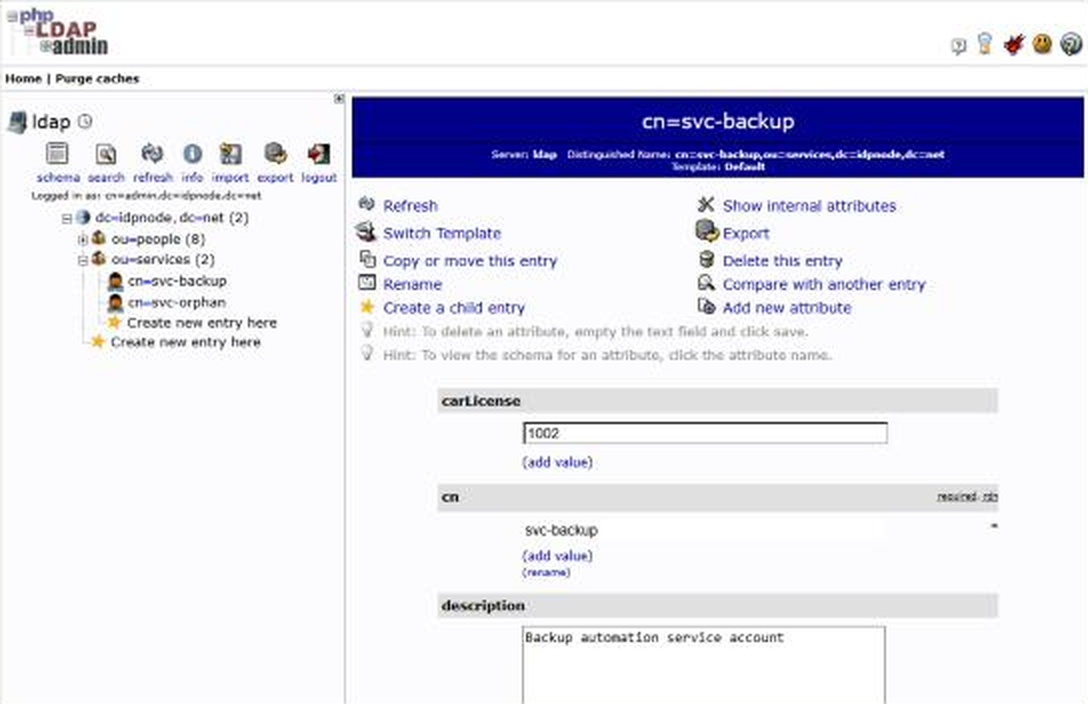 php
LDAP
admin
Home | Purge caches
ldap
schema search refresh info import export logout
Logged in as: cn=admin,dc=idpnode,dc=net
dc=idpnode,dc=net (2)
ou=people (8)
ou=services (2)
cn=svc-backup
cn=svc-orphan
Create new entry here
Create new entry here
cn=svc-backup
Server: ldap Distinguished Name: cn=svc-backup,ou=services,dc=idpnode,dc=net
Template: Default
Refresh
Show internal attributes
Switch Template
Export
Copy or move this entry
Delete this entry
Rename
Compare with another entry
Create a child entry
Add new attribute
Hint: To delete an attribute, empty the text field and click save.
Hint: To view the schema for an attribute, click the attribute name.
carLicense
1002
(add value)
cn
required, rdn
svc-backup
(add value)
(rename)
description
Backup automation service account